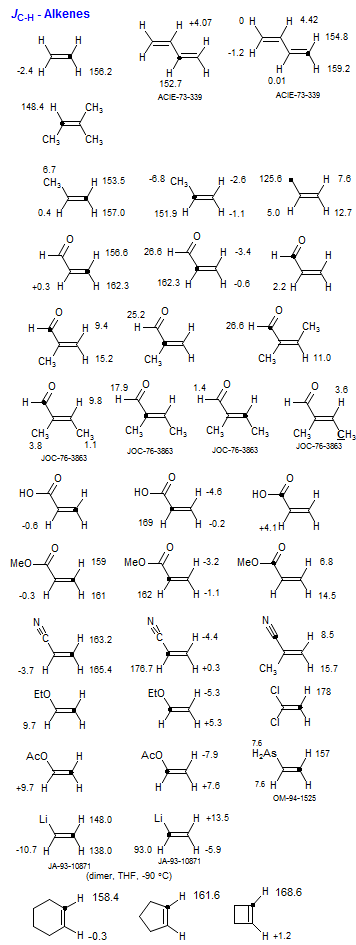 J C-H - Alkenes
H H 0 H 4.42
H H +4.07 H 154.8
-2.4 H H 156.2 H H -1.2 H H 159.2
152.7 0.01
ACIE-73-339 ACIE-73-339
148.4 H CH3
CH3 CH3
6.7
CH3 H 153.5 -6.8 CH3 H -2.6 125.6 H 7.6
0.4 H H 157.0 151.9 H H -1.1 5.0 H H 12.7
O O O
H H 156.6 26.6 H H -3.4 H H
+0.3 H H 162.3 162.3 H H -0.6 2.2 H H
O 25.2 O O
H H 9.4 H H 26.6 H CH3
CH3 H 15.2 CH3 H CH3 H 11.0
O 17.9 O 1.4 O O 3.6
H H 9.8 H H H H H H
CH3 CH3 CH3 CH3 CH3 CH3 CH3 CH3
3.8 1.1
JOC-76-3863 JOC-76-3863 JOC-76-3863 JOC-76-3863
O O O
HO H HO H -4.6 HO H
-0.6 H H 169 H H -0.2 +4.1 H H
O O O
MeO H 159 MeO H -3.2 MeO H 6.8
-0.3 H H 161 162 H H -1.1 H H 14.5
N N N
C H 163.2 C H -4.4 H 8.5
-3.7 H H 165.4 176.7 H H +0.3 CH3 H 15.7
EtO H EtO H -5.3 Cl H 178
9.7 H H H H +5.3 Cl H
AcO H AcO H -7.9 7.6 H2As H 157
+9.7 H H H H +7.6 7.6 H H
OM-94-1525
Li H 148.0 Li H +13.5
-10.7 H H 138.0 93.0 H H -5.9
JA-93-10871 JA-93-10871
(dimer, THF, -90 °C)
H 158.4 H 161.6 H 168.6
H -0.3 H H +1.2